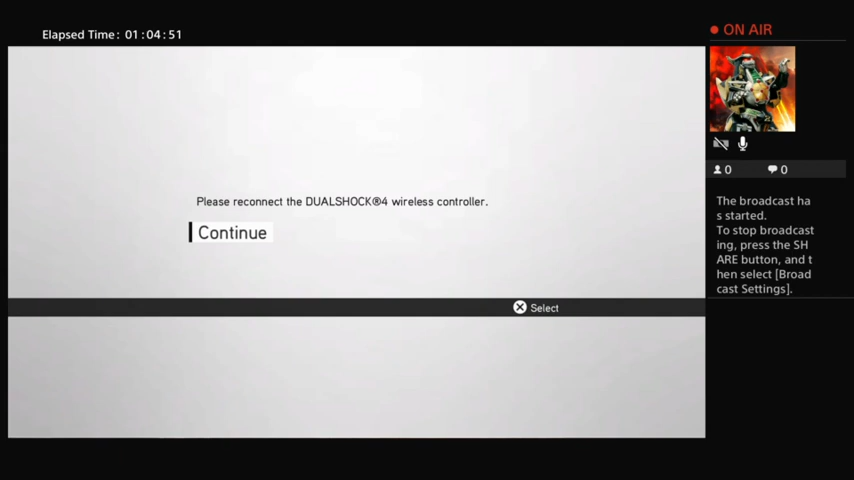 Elapsed Time: 01:04:51
ON AIR
Please reconnect the DUALSHOCK®4 wireless controller.
Continue
Select
0 0
The broadcast ha
s started.
To stop broadcast
ing, press the SH
ARE button, and t
hen select [Broad
cast Settings].